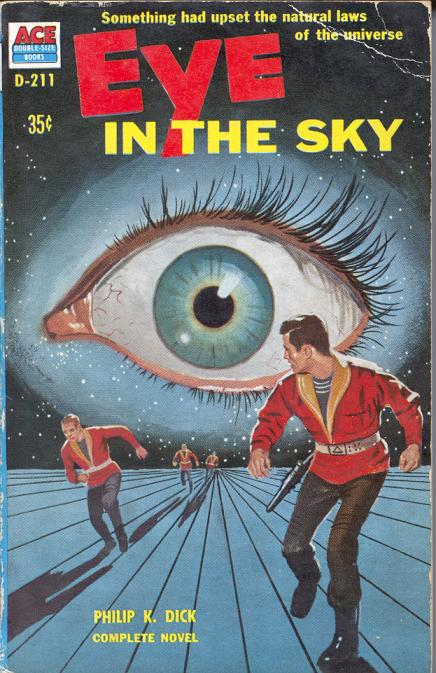 Something had upset the natural laws
of the universe
ACE
DOUBLE-SIZE
BOOKS
D-211
35¢
EYE
IN THE SKY
PHILIP K. DICK
COMPLETE NOVEL